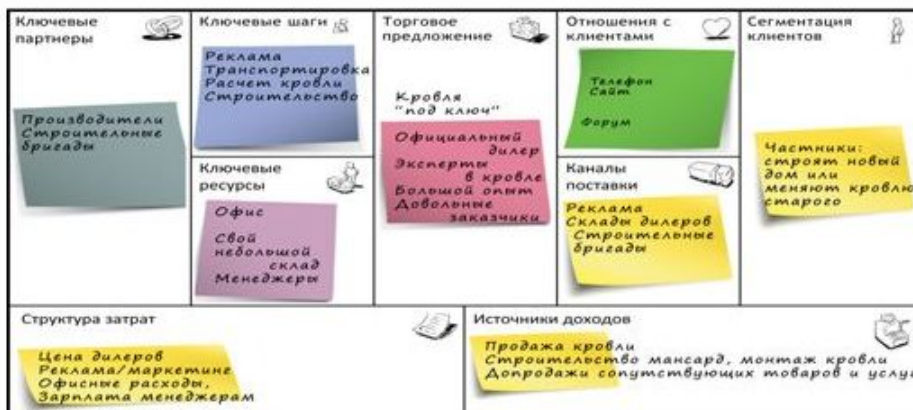 Ключевые
партнеры
Производители
Строительные
бригады
Ключевые шаги
Реклама
Транспортировка
Расчет кровли
Строительство
Ключевые
ресурсы
Офис
Свой
небольшой
склад
Менеджеры
Торговое
предложение
Кровля
"под ключ"
Официальный
дилер
Эксперты
в кровле
Большой опыт
Довольные
заказчики
Отношения с
клиентами
Телефон
Сайт
Форум
Каналы
поставки
Реклама
Склады дилеров
Строительные
бригады
Сегментация
клиентов
Частники:
строят новый
дом или
меняют кровлю
старого
Структура затрат
Цена дилеров
Реклама/маркетинг
Офисные расходы,
Зарплата менеджерам
Источники доходов
Продажа кровли
Строительство мансард, монтаж кровли
Допродажи сопутствующих товаров и услуг